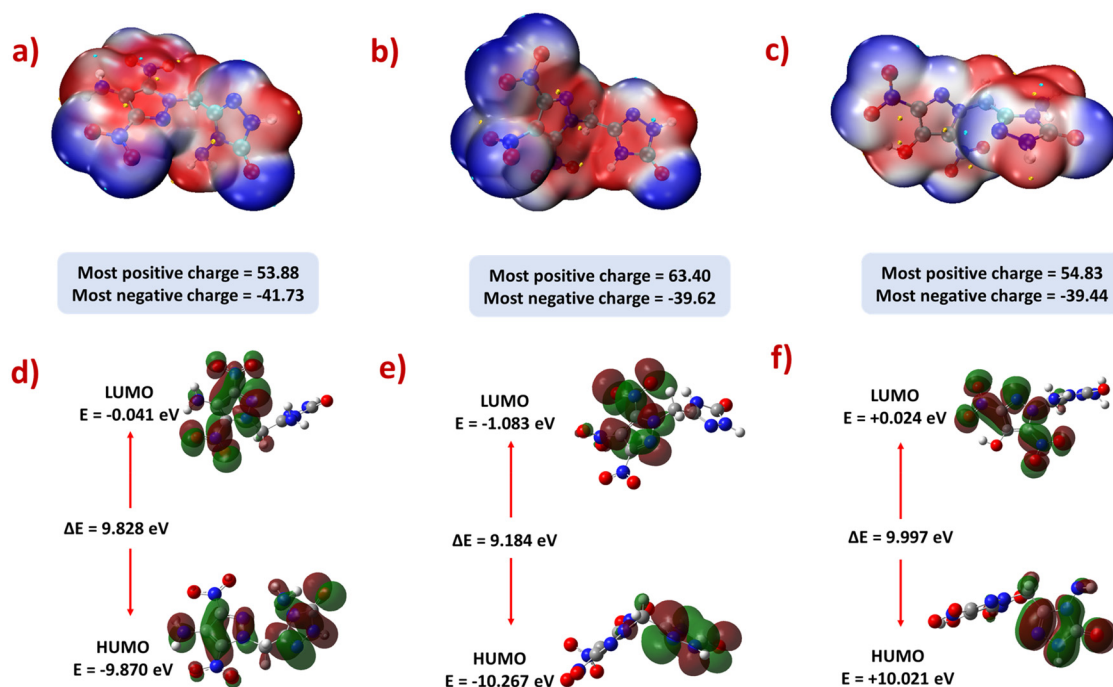 a)
b)
c)
Most positive charge = 53.88
Most negative charge = -41.73
Most positive charge = 63.40
Most negative charge = -39.62
Most positive charge = 54.83
Most negative charge = -39.44
d)
LUMO
E = -0.041 eV
ΔE = 9.828 eV
HUMO
E = -9.870 eV
e)
LUMO
E = -1.083 eV
ΔE = 9.184 eV
HUMO
E = -10.267 eV
f)
LUMO
E = +0.024 eV
ΔE = 9.997 eV
HUMO
E = +10.021 eV